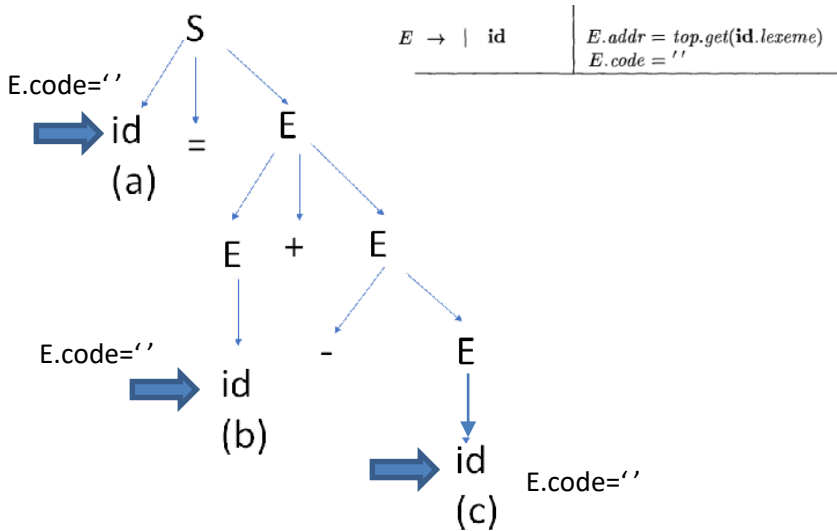 S
E → | id
E.addr = top.get(id.lexeme)
E.code = ''
E.code=‘ ’
id
=
E
(a)
E
+
E
E.code=‘ ’
-
E
id
(b)
id
E.code=‘ ’
(c)